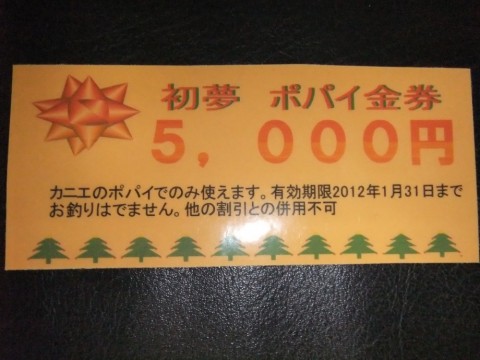 初夢　ポパイ金券
５，０００円
カニエのポパイでのみ使えます。有効期限2012年1月31日まで
お釣りはでません。他の割引との併用不可